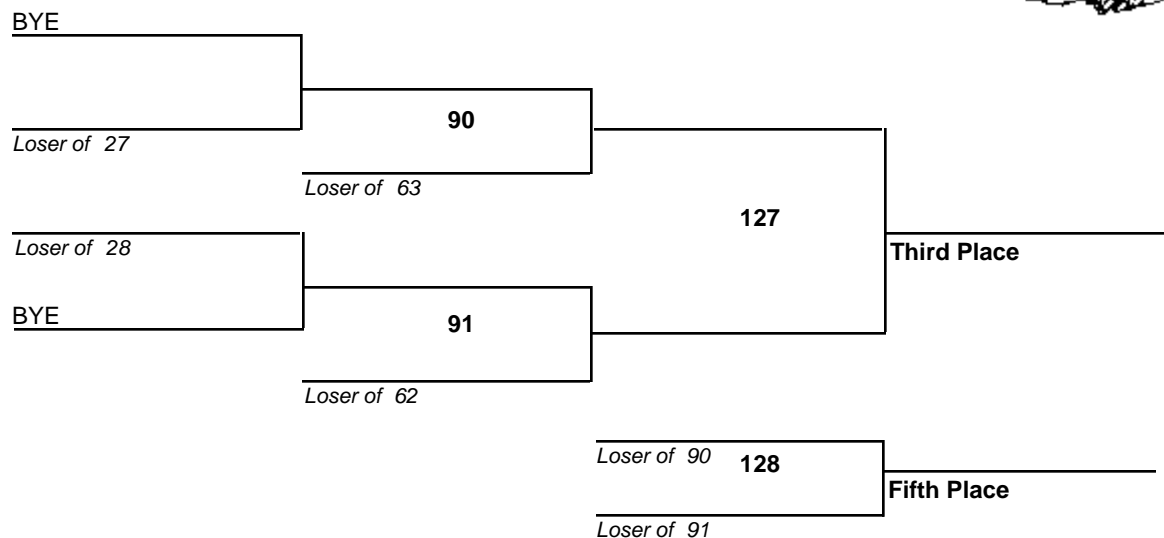 BYE
Loser of 27
90
Loser of 63
127
Loser of 28
Third Place
BYE
91
Loser of 62
Loser of 90
128
Fifth Place
Loser of 91